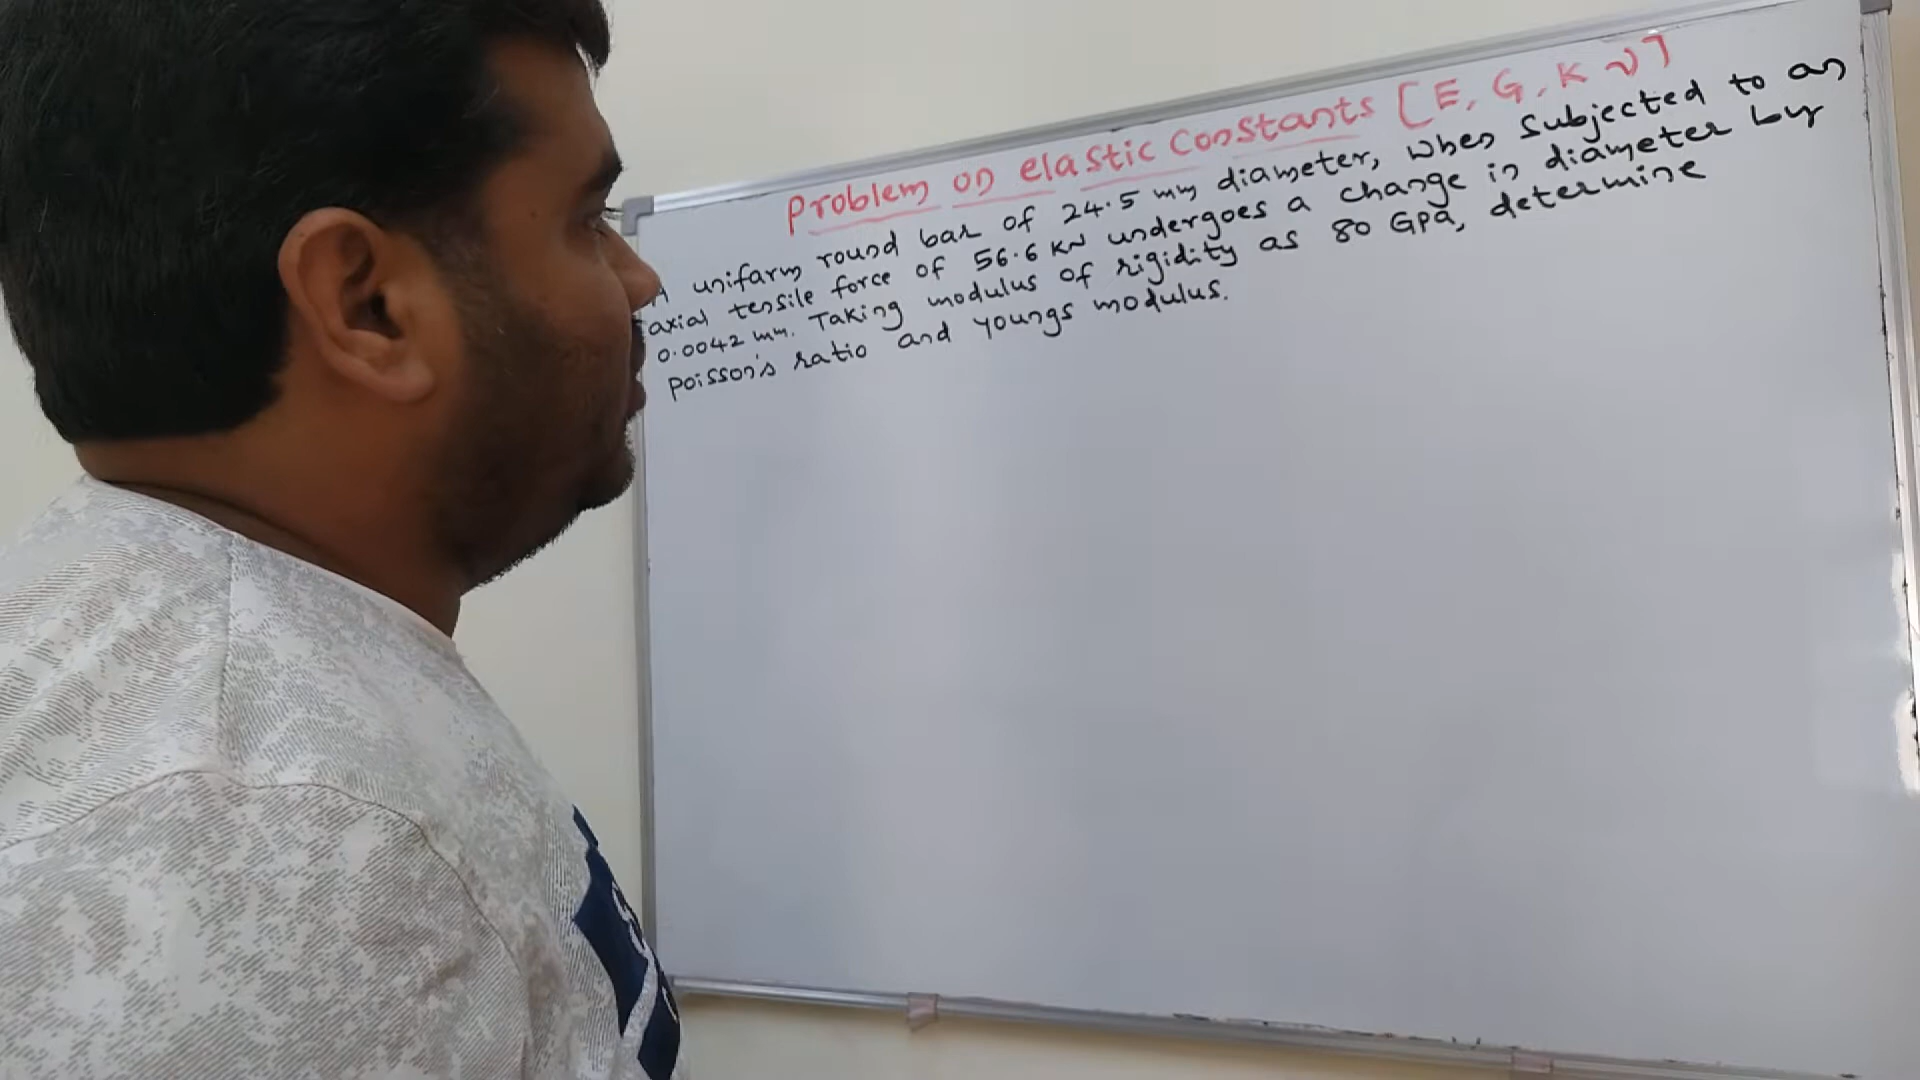 Problem on elastic constants [E, G, K ν]
A uniform round bar of 24.5 mm diameter, when subjected to an
axial tensile force of 56.6 KN undergoes a change in diameter by
0.0042 mm. Taking modulus of rigidity as 80 GPa, determine
Poisson's ratio and youngs modulus.